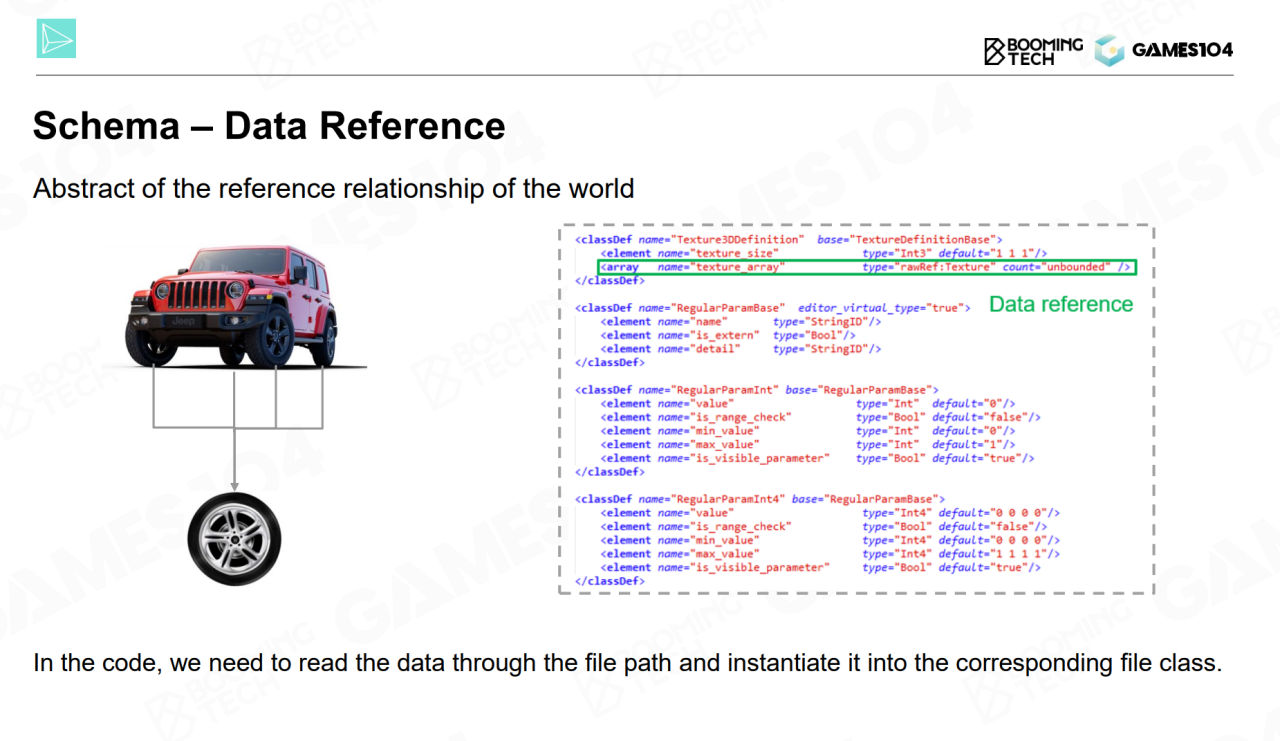 BOOMING
TECH
GAMES104
Schema – Data Reference
Abstract of the reference relationship of the world
Jeep
<classDef name="Texture3DDefinition" base="TextureDefinitionBase">
<element name="texture_size" type="Int3" default="1 1 1"/>
<array name="texture_array" type="rawRef:Texture" count="unbounded" />
</classDef>
Data reference
<classDef name="RegularParamBase" editor_virtual_type="true">
<element name="name" type="StringID"/>
<element name="is_extern" type="Bool"/>
<element name="detail" type="StringID"/>
</classDef>
<classDef name="RegularParamInt" base="RegularParamBase">
<element name="value" type="Int" default="0"/>
<element name="is_range_check" type="Bool" default="false"/>
<element name="min_value" type="Int" default="0"/>
<element name="max_value" type="Int" default="1"/>
<element name="is_visible_parameter" type="Bool" default="true"/>
</classDef>
<classDef name="RegularParamInt4" base="RegularParamBase">
<element name="value" type="Int4" default="0 0 0 0"/>
<element name="is_range_check" type="Bool" default="false"/>
<element name="min_value" type="Int4" default="0 0 0 0"/>
<element name="max_value" type="Int4" default="1 1 1 1"/>
<element name="is_visible_parameter" type="Bool" default="true"/>
</classDef>
In the code, we need to read the data through the file path and instantiate it into the corresponding file class.